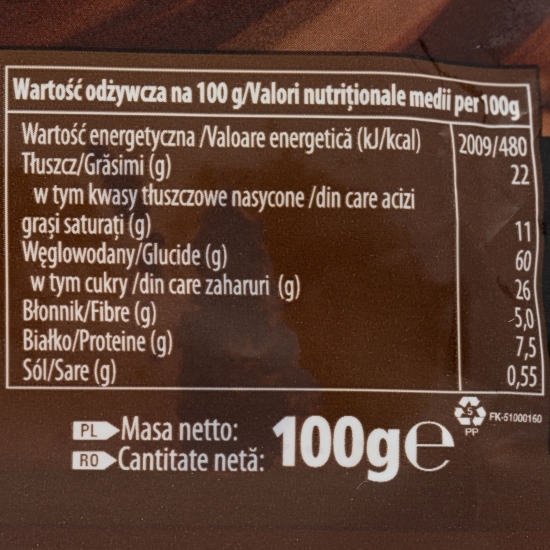 Wartość odżywcza na 100 g/Valori nutriționale medii per 100g
Wartość energetyczna /Valoare energetică (kJ/kcal) 2009/480
Tłuszcz/Grăsimi (g) 22
w tym kwasy tłuszczowe nasycone /din care acizi
grași saturați (g) 11
Węglowodany/Glucide (g) 60
w tym cukry /din care zaharuri (g) 26
Błonnik/Fibre (g) 5,0
Białko/Proteine (g) 7,5
Sól/Sare (g) 0,55
PL Masa netto: 100g℮
RO Cantitate netă:
5 FK-51000160
PP